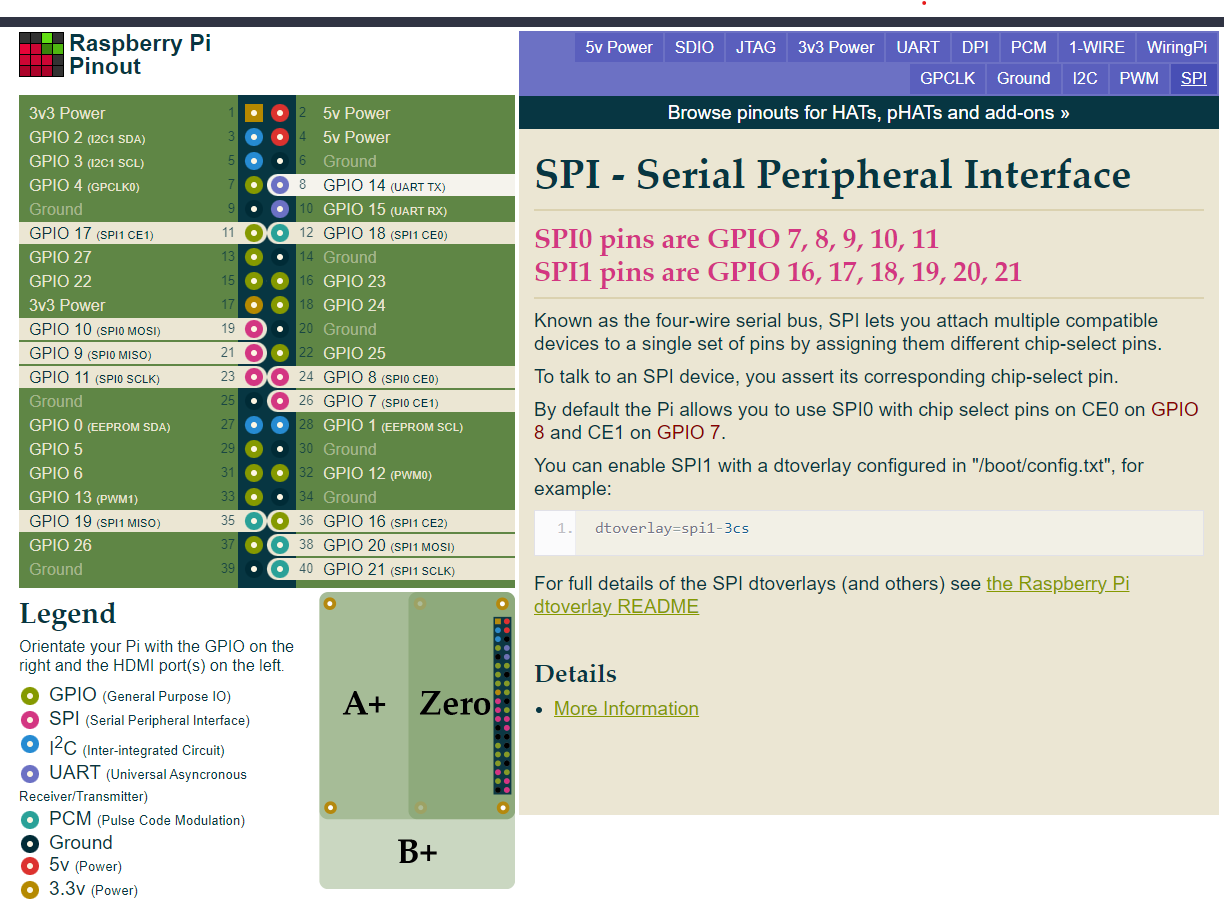 Raspberry Pi
Pinout
3v3 Power 1 2 5v Power
GPIO 2 (I2C1 SDA) 3 4 5v Power
GPIO 3 (I2C1 SCL) 5 6 Ground
GPIO 4 (GPCLK0) 7 8 GPIO 14 (UART TX)
Ground 9 10 GPIO 15 (UART RX)
GPIO 17 (SPI1 CE1) 11 12 GPIO 18 (SPI1 CE0)
GPIO 27 13 14 Ground
GPIO 22 15 16 GPIO 23
3v3 Power 17 18 GPIO 24
GPIO 10 (SPI0 MOSI) 19 20 Ground
GPIO 9 (SPI0 MISO) 21 22 GPIO 25
GPIO 11 (SPI0 SCLK) 23 24 GPIO 8 (SPI0 CE0)
Ground 25 26 GPIO 7 (SPI0 CE1)
GPIO 0 (EEPROM SDA) 27 28 GPIO 1 (EEPROM SCL)
GPIO 5 29 30 Ground
GPIO 6 31 32 GPIO 12 (PWM0)
GPIO 13 (PWM1) 33 34 Ground
GPIO 19 (SPI1 MISO) 35 36 GPIO 16 (SPI1 CE2)
GPIO 26 37 38 GPIO 20 (SPI1 MOSI)
Ground 39 40 GPIO 21 (SPI1 SCLK)
Legend
Orientate your Pi with the GPIO on the
right and the HDMI port(s) on the left.
GPIO (General Purpose IO)
SPI (Serial Peripheral Interface)
I2C (Inter-integrated Circuit)
UART (Universal Asyncronous
Receiver/Transmitter)
PCM (Pulse Code Modulation)
Ground
5v (Power)
3.3v (Power)
A+ Zero
B+
5v Power SDIO JTAG 3v3 Power UART DPI PCM 1-WIRE WiringPi
GPCLK Ground I2C PWM SPI
Browse pinouts for HATs, pHATs and add-ons »
SPI - Serial Peripheral Interface
SPI0 pins are GPIO 7, 8, 9, 10, 11
SPI1 pins are GPIO 16, 17, 18, 19, 20, 21
Known as the four-wire serial bus, SPI lets you attach multiple compatible
devices to a single set of pins by assigning them different chip-select pins.
To talk to an SPI device, you assert its corresponding chip-select pin.
By default the Pi allows you to use SPI0 with chip select pins on CE0 on GPIO
8 and CE1 on GPIO 7.
You can enable SPI1 with a dtoverlay configured in "/boot/config.txt", for
example:
1. dtoverlay=spi1-3cs
For full details of the SPI dtoverlays (and others) see the Raspberry Pi
dtoverlay README
Details
• More Information